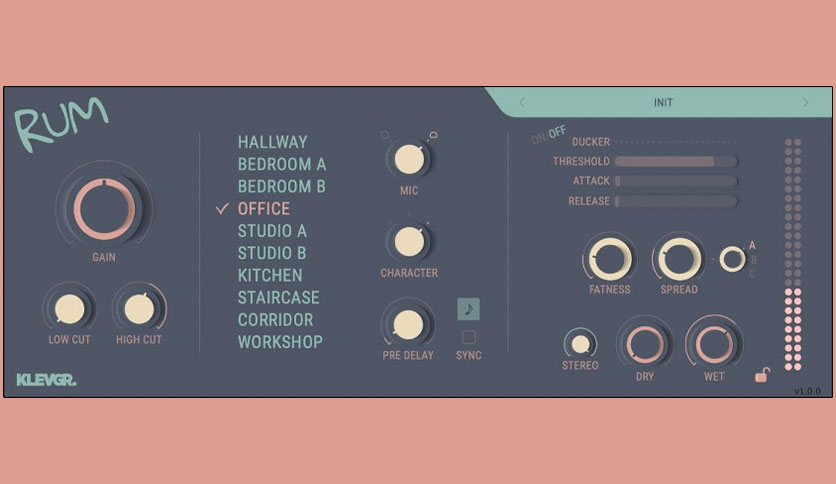 RUM
GAIN
LOW CUT
HIGH CUT
KLEVGR.
HALLWAY
BEDROOM A
BEDROOM B
OFFICE
STUDIO A
STUDIO B
KITCHEN
STAIRCASE
CORRIDOR
WORKSHOP
MIC
CHARACTER
PRE DELAY
SYNC
INIT
ON/OFF
DUCKER
THRESHOLD
ATTACK
RELEASE
FATNESS
SPREAD
A
B
C
STEREO
DRY
WET
v1.0.0